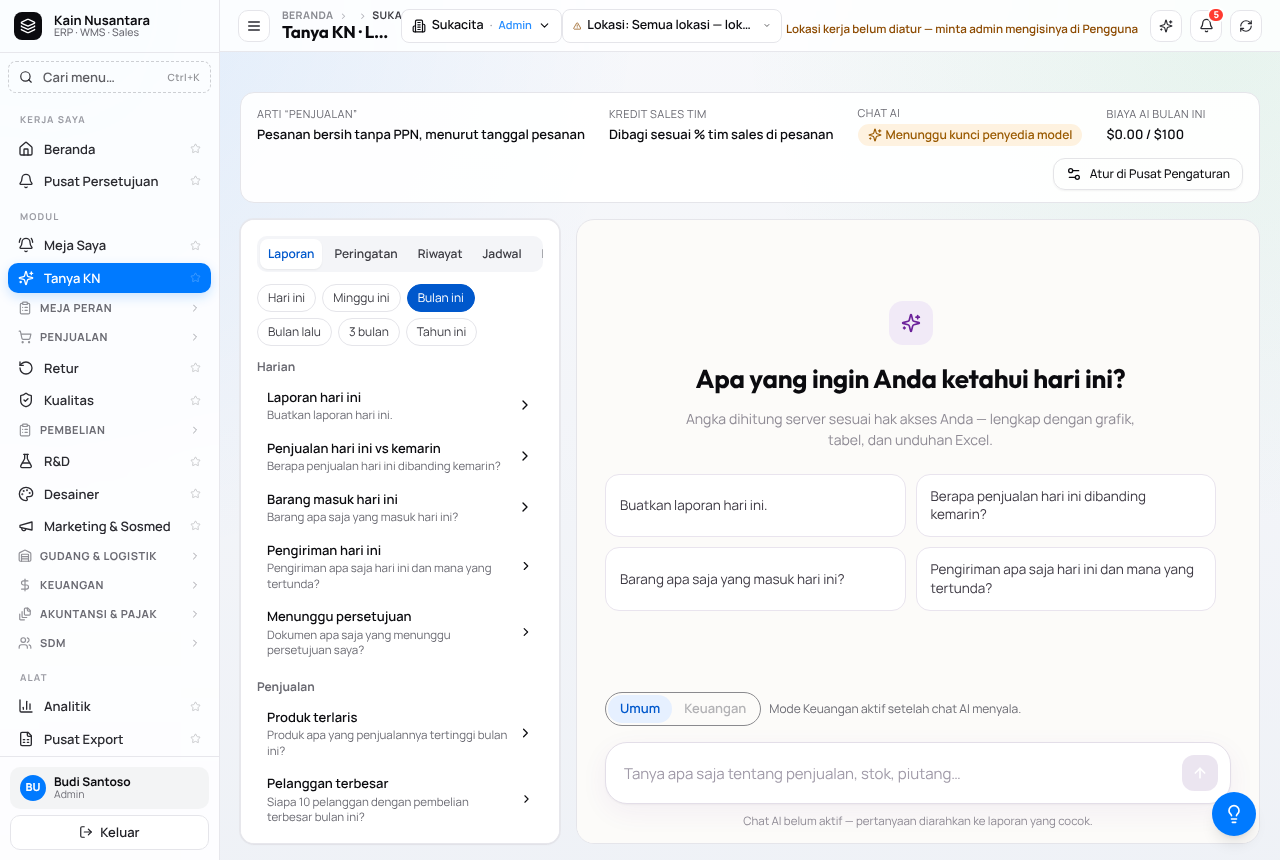 Kain Nusantara
ERP · WMS · Sales
Cari menu...
Ctrl+K
KERJA SAYA
Beranda
Pusat Persetujuan
MODUL
Meja Saya
Tanya KN
MEJA PERAN
PENJUALAN
Retur
Kualitas
PEMBELIAN
R&D
Desainer
Marketing & Sosmed
GUDANG & LOGISTIK
KEUANGAN
AKUNTANSI & PAJAK
SDM
ALAT
Analitik
Pusat Export
BU
Budi Santoso
Admin
Keluar
BERANDA › › SUKA
Tanya KN · L...
Sukacita · Admin
Lokasi: Semua lokasi — lok...
Lokasi kerja belum diatur — minta admin mengisinya di Pengguna
5
ARTI "PENJUALAN"
Pesanan bersih tanpa PPN, menurut tanggal pesanan
KREDIT SALES TIM
Dibagi sesuai % tim sales di pesanan
CHAT AI
Menunggu kunci penyedia model
BIAYA AI BULAN INI
$0.00 / $100
Atur di Pusat Pengaturan
Laporan
Peringatan
Riwayat
Jadwal
Hari ini
Minggu ini
Bulan ini
Bulan lalu
3 bulan
Tahun ini
Harian
Laporan hari ini
Buatkan laporan hari ini.
Penjualan hari ini vs kemarin
Berapa penjualan hari ini dibanding kemarin?
Barang masuk hari ini
Barang apa saja yang masuk hari ini?
Pengiriman hari ini
Pengiriman apa saja hari ini dan mana yang
tertunda?
Menunggu persetujuan
Dokumen apa saja yang menunggu
persetujuan saya?
Penjualan
Produk terlaris
Produk apa yang penjualannya tertinggi bulan
ini?
Pelanggan terbesar
Siapa 10 pelanggan dengan pembelian
terbesar bulan ini?
Apa yang ingin Anda ketahui hari ini?
Angka dihitung server sesuai hak akses Anda — lengkap dengan grafik,
tabel, dan unduhan Excel.
Buatkan laporan hari ini.
Berapa penjualan hari ini dibanding
kemarin?
Barang apa saja yang masuk hari ini?
Pengiriman apa saja hari ini dan mana yang
tertunda?
Umum
Keuangan
Mode Keuangan aktif setelah chat AI menyala.
Tanya apa saja tentang penjualan, stok, piutang...
Chat AI belum aktif — pertanyaan diarahkan ke laporan yang cocok.